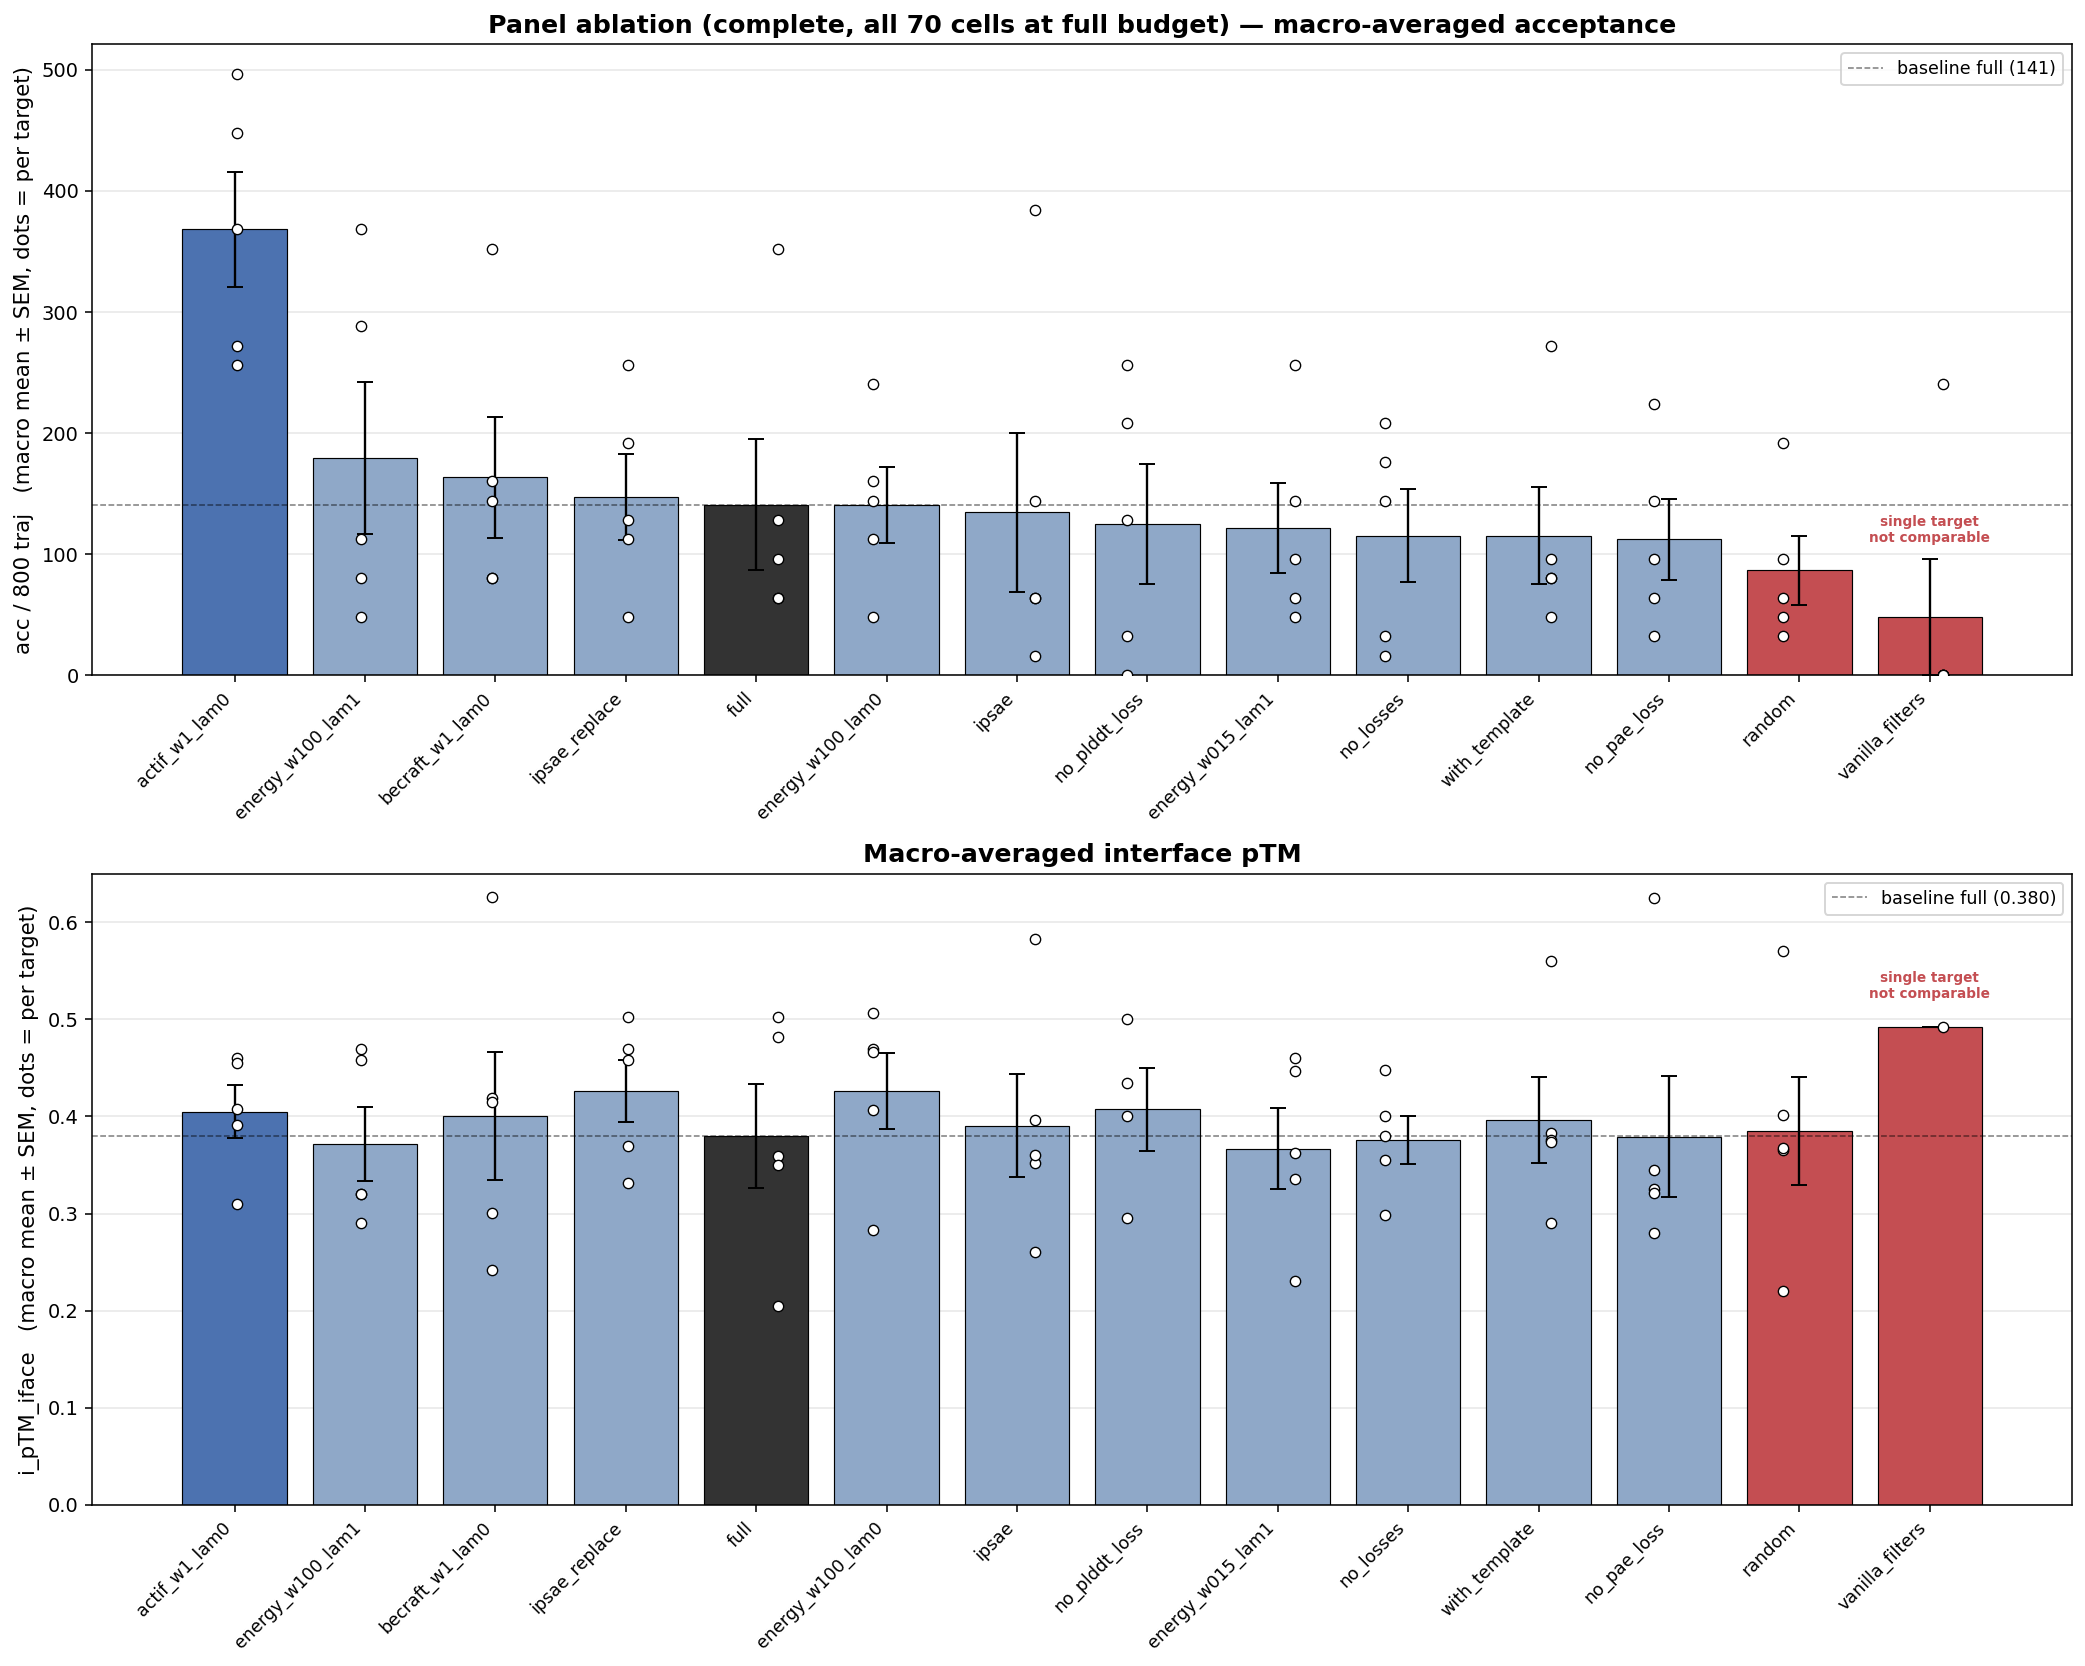 Panel ablation (complete, all 70 cells at full budget) — macro-averaged acceptance
acc / 800 traj (macro mean ± SEM, dots = per target)
500
400
300
200
100
0
baseline full (141)
single target
not comparable
actif_w1_lam0
energy_w100_lam1
becraft_w1_lam0
ipsae_replace
full
energy_w100_lam0
ipsae
no_plddt_loss
energy_w015_lam1
no_losses
with_template
no_pae_loss
random
vanilla_filters
Macro-averaged interface pTM
i_pTM_iface (macro mean ± SEM, dots = per target)
0.6
0.5
0.4
0.3
0.2
0.1
0.0
baseline full (0.380)
single target
not comparable
actif_w1_lam0
energy_w100_lam1
becraft_w1_lam0
ipsae_replace
full
energy_w100_lam0
ipsae
no_plddt_loss
energy_w015_lam1
no_losses
with_template
no_pae_loss
random
vanilla_filters